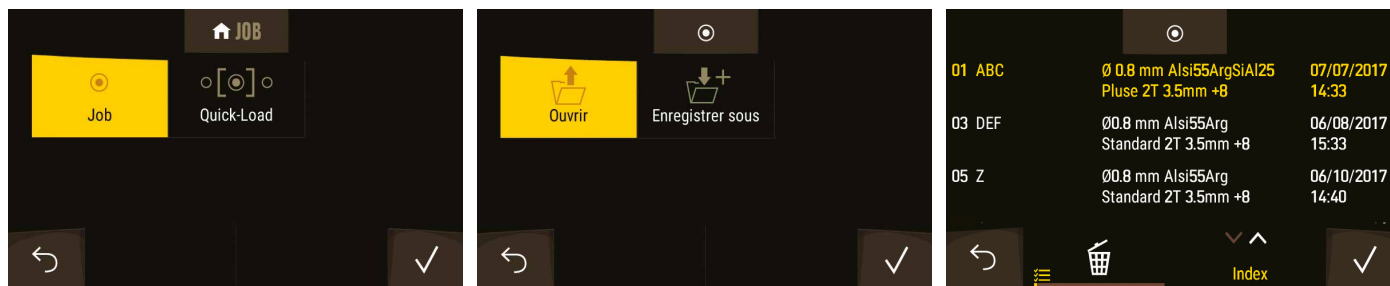 JOB
Job
Quick-Load
Ouvrir
Enregistrer sous
01 ABC Ø 0.8 mm Alsi55ArgSiAl25 07/07/2017
Pluse 2T 3.5mm +8 14:33
03 DEF Ø0.8 mm Alsi55Arg 06/08/2017
Standard 2T 3.5mm +8 15:33
05 Z Ø0.8 mm Alsi55Arg 06/10/2017
Standard 2T 3.5mm +8 14:40
Index